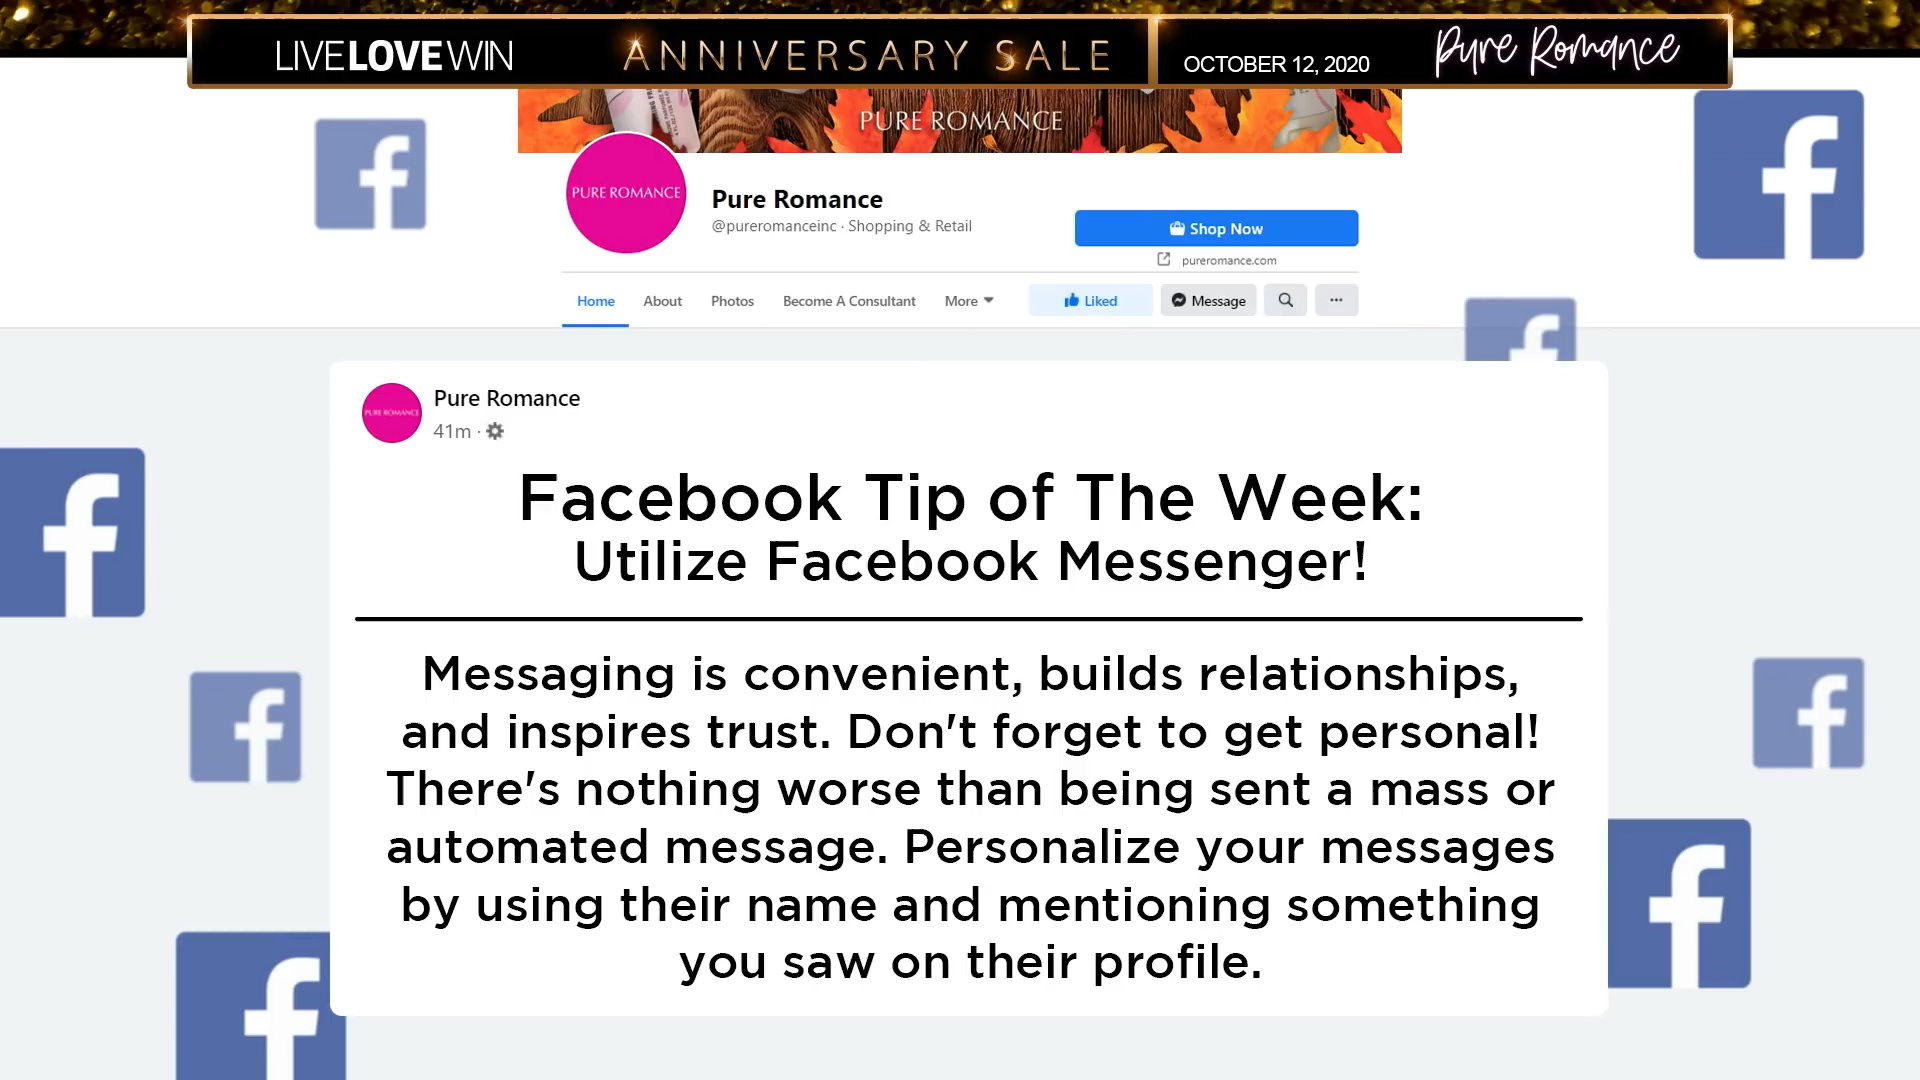 LIVELOVEWIN ANNIVERSARY SALE OCTOBER 12, 2020 Pure Romance
PURE ROMANCE
PURE ROMANCE
Pure Romance
@pureromanceinc · Shopping & Retail
Shop Now
pureromance.com
Home About Photos Become A Consultant More Liked Message
PURE ROMANCE
Pure Romance
41m ·
Facebook Tip of The Week:
Utilize Facebook Messenger!
Messaging is convenient, builds relationships,
and inspires trust. Don't forget to get personal!
There's nothing worse than being sent a mass or
automated message. Personalize your messages
by using their name and mentioning something
you saw on their profile.